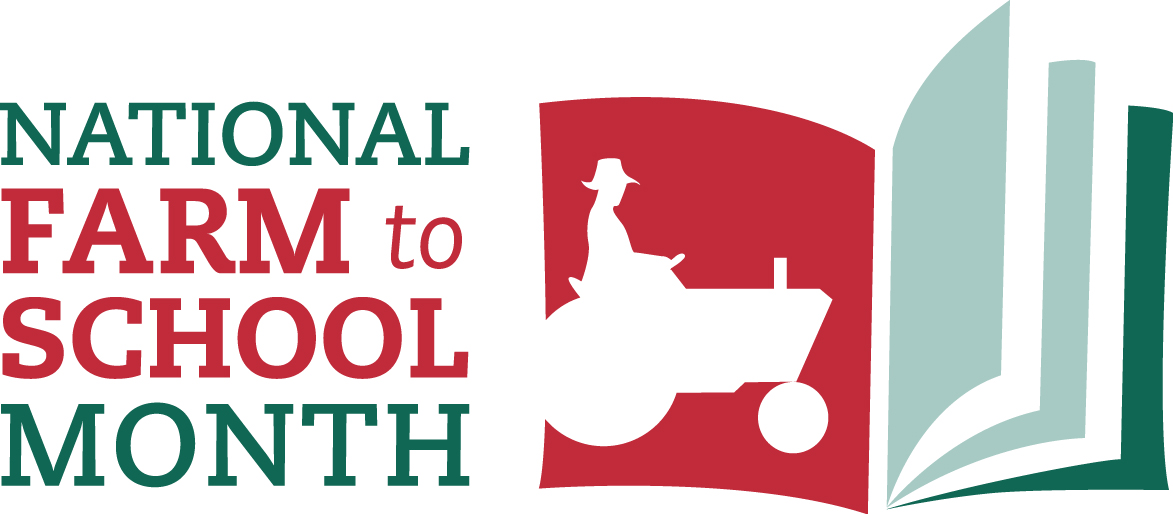 NATIONAL
FARM to
SCHOOL
MONTH